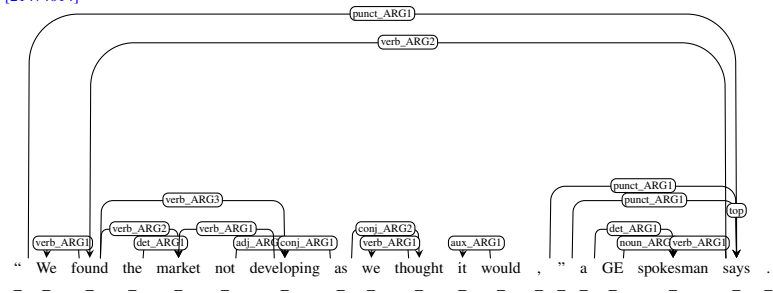 punct_ARG1
verb_ARG2
punct_ARG1
verb_ARG3 punct_ARG1
top
verb_ARG2 verb_ARG1 conj_ARG2 det_ARG1
verb_ARG1 det_ARG1 adj_ARG conj_ARG1 verb_ARG1 aux_ARG1 noun_ARG verb_ARG1
“ We found the market not developing as we thought it would , ” a GE spokesman says .